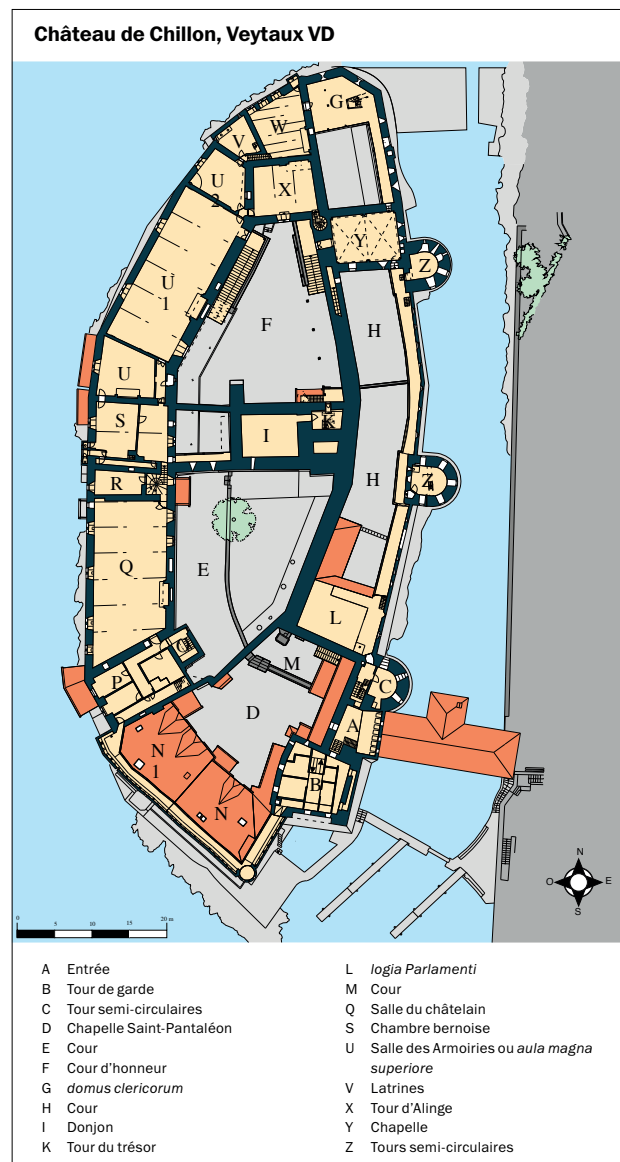 Château de Chillon, Veytaux VD
G
W
V
U
2
X
Y
Z
U
1
F
H
U
S
I
K
H
Z
R
Q
E
L
O
M
P
C
D
A
N
1
B
N
N
O
E
S
0
5
10
15
20 m
A Entrée
B Tour de garde
C Tour semi-circulaires
D Chapelle Saint-Pantaléon
E Cour
F Cour d'honneur
G domus clericorum
H Cour
I Donjon
K Tour du trésor
L logia Parlamenti
M Cour
Q Salle du châtelain
S Chambre bernoise
U Salle des Armoiries ou aula magna
superiore
V Latrines
X Tour d'Alinge
Y Chapelle
Z Tours semi-circulaires